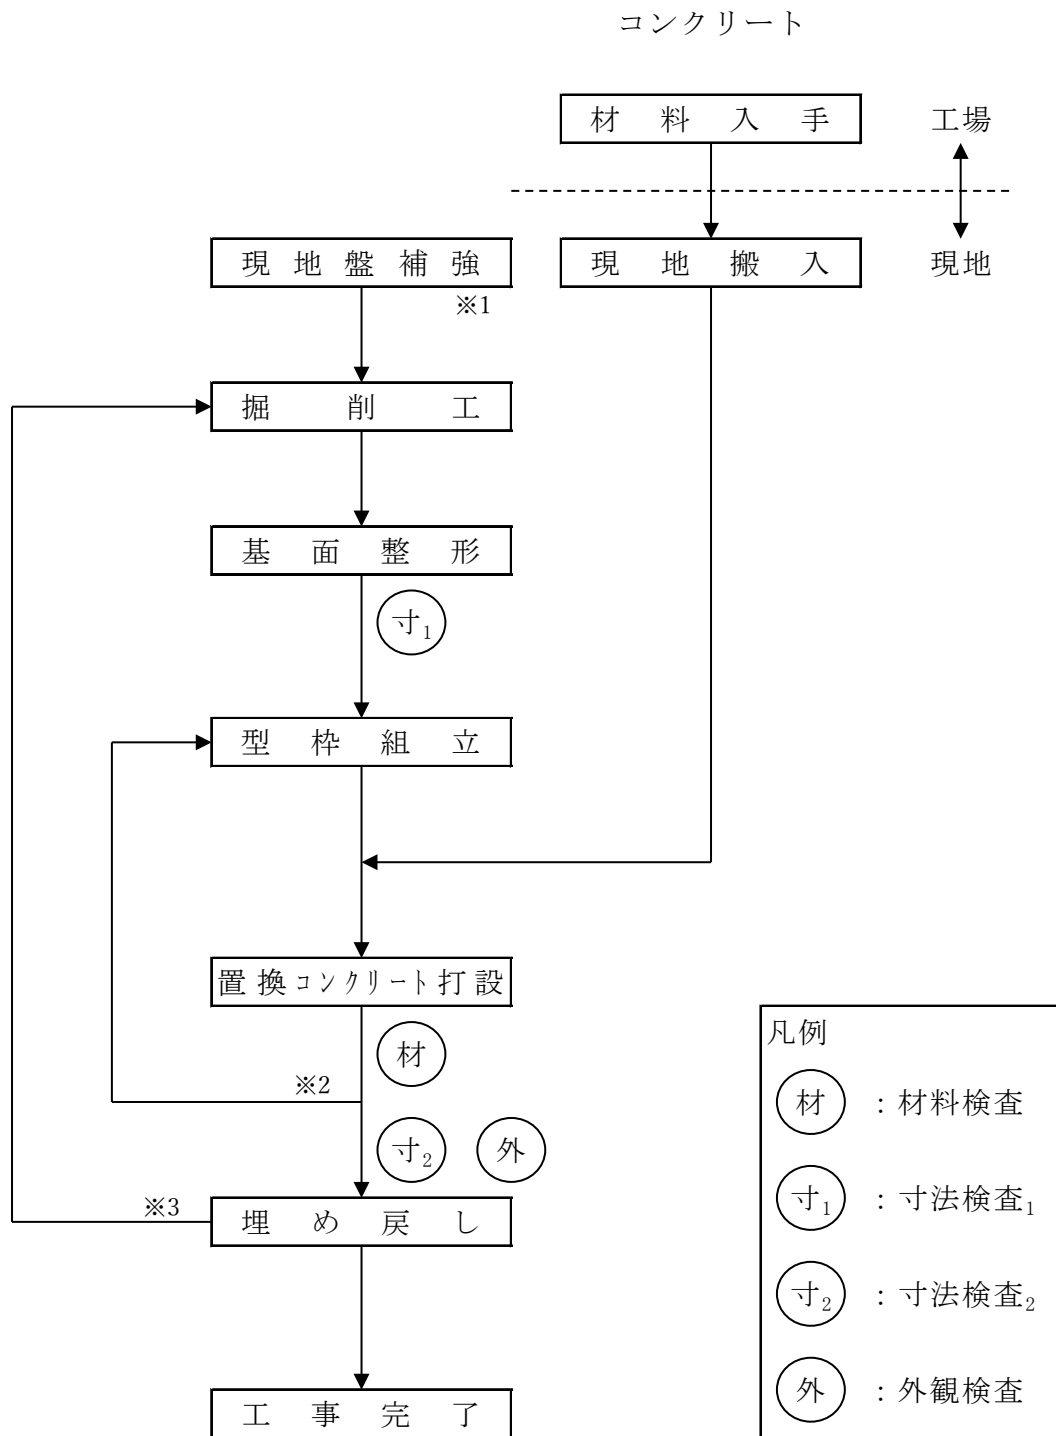 コンクリート
材料入手
工場
現地盤補強
現地搬入
現地
※1
掘削工
基面整形
寸1
型枠組立
置換コンクリート打設
材
※2
寸2 外
※3
埋め戻し
工事完了
凡例
材 :材料検査
寸1 :寸法検査1
寸2 :寸法検査2
外 :外観検査